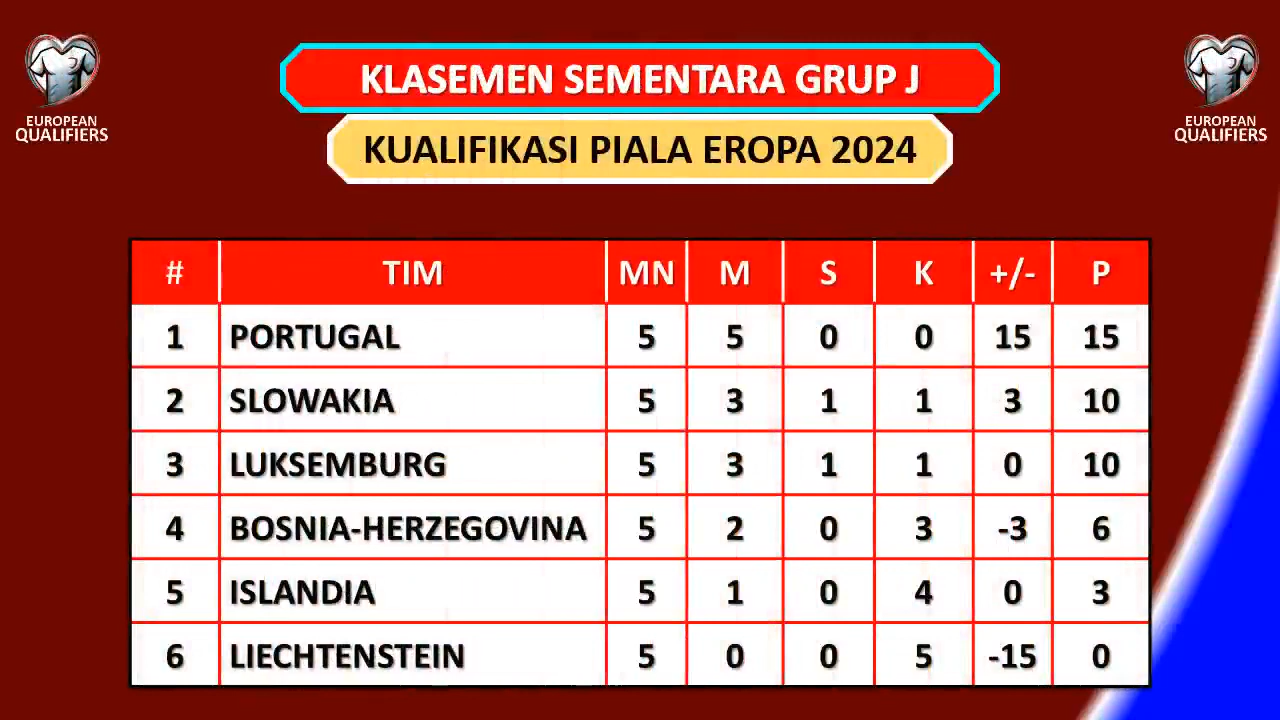 KLASEMEN SEMENTARA GRUP J
KUALIFIKASI PIALA EROPA 2024
EUROPEAN
QUALIFIERS
EUROPEAN
QUALIFIERS
# TIM MN M S K +/- P
1 PORTUGAL 5 5 0 0 15 15
2 SLOWAKIA 5 3 1 1 3 10
3 LUKSEMBURG 5 3 1 1 0 10
4 BOSNIA-HERZEGOVINA 5 2 0 3 -3 6
5 ISLANDIA 5 1 0 4 0 3
6 LIECHTENSTEIN 5 0 0 5 -15 0